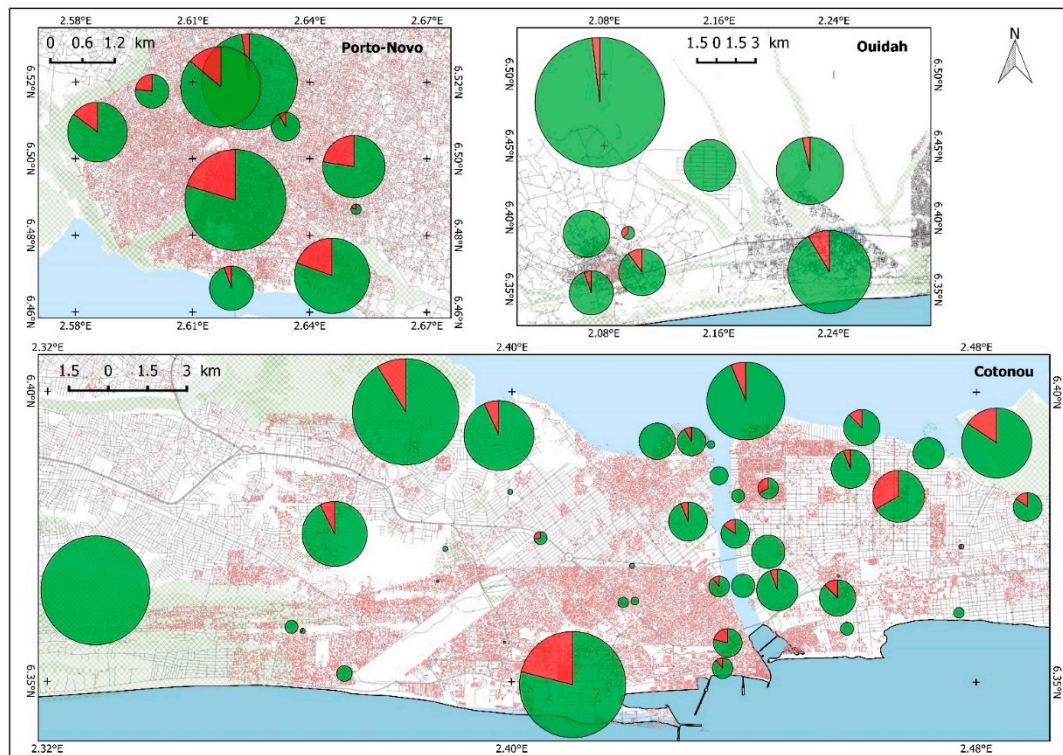 2.58°E 2.61°E 2.64°E 2.67°E
0 0.6 1.2 km
Porto-Novo
6.52°N 6.52°N
6.50°N 6.50°N
6.48°N 6.48°N
6.46°N 6.46°N
2.58°E 2.61°E 2.64°E 2.67°E
2.08°E 2.16°E 2.24°E
1.5 0 1.5 3 km
Ouidah
6.50°N 6.50°N
6.45°N 6.45°N
6.40°N 6.40°N
6.35°N 6.35°N
2.08°E 2.16°E 2.24°E
N
2.32°E 2.40°E 2.48°E
1.5 0 1.5 3 km
Cotonou
6.40°N 6.40°N
6.35°N 6.35°N
2.32°E 2.40°E 2.48°E